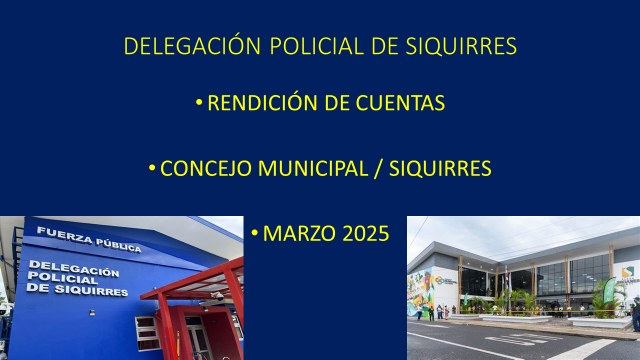 DELEGACIÓN POLICIAL DE SIQUIRRES
• RENDICIÓN DE CUENTAS
• CONCEJO MUNICIPAL / SIQUIRRES
• MARZO 2025
FUERZA PÚBLICA
DELEGACIÓN
POLICIAL
DE SIQUIRRES